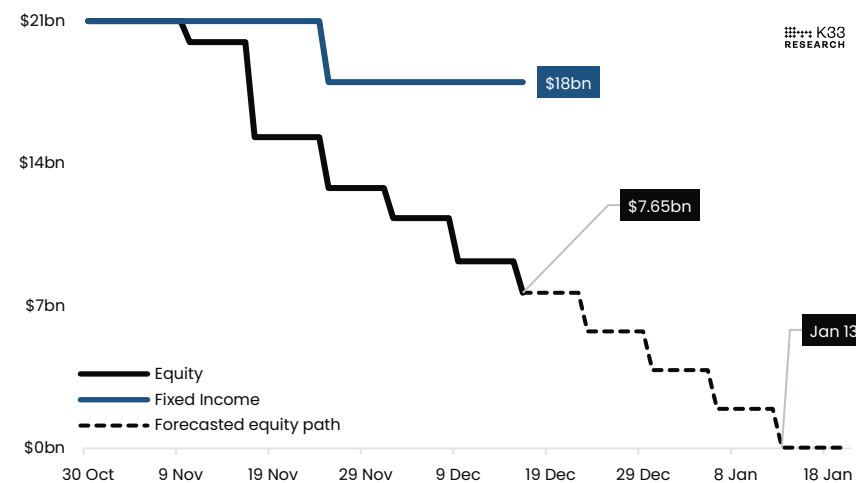 $21bn
K33
RESEARCH
$18bn
$14bn
$7.65bn
$7bn
Jan 13
Equity
Fixed Income
Forecasted equity path
$0bn
30 Oct
9 Nov
19 Nov
29 Nov
9 Dec
19 Dec
29 Dec
8 Jan
18 Jan